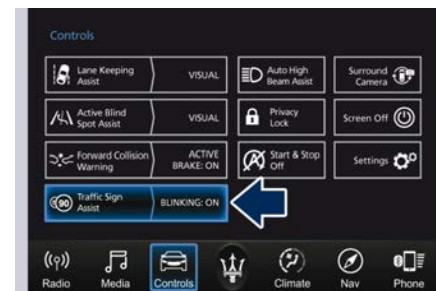 Controls
Lane Keeping
Assist
VISUAL
Auto High
Beam Assist
Surround
Camera
Active Blind
Spot Assist
VISUAL
Privacy
Lock
Screen Off
Forward Collision
Warning
ACTIVE
BRAKE: ON
Start & Stop
Off
Settings
90
Traffic Sign
Assist
BLINKING: ON
Radio
Media
Controls
Climate
Nav
Phone